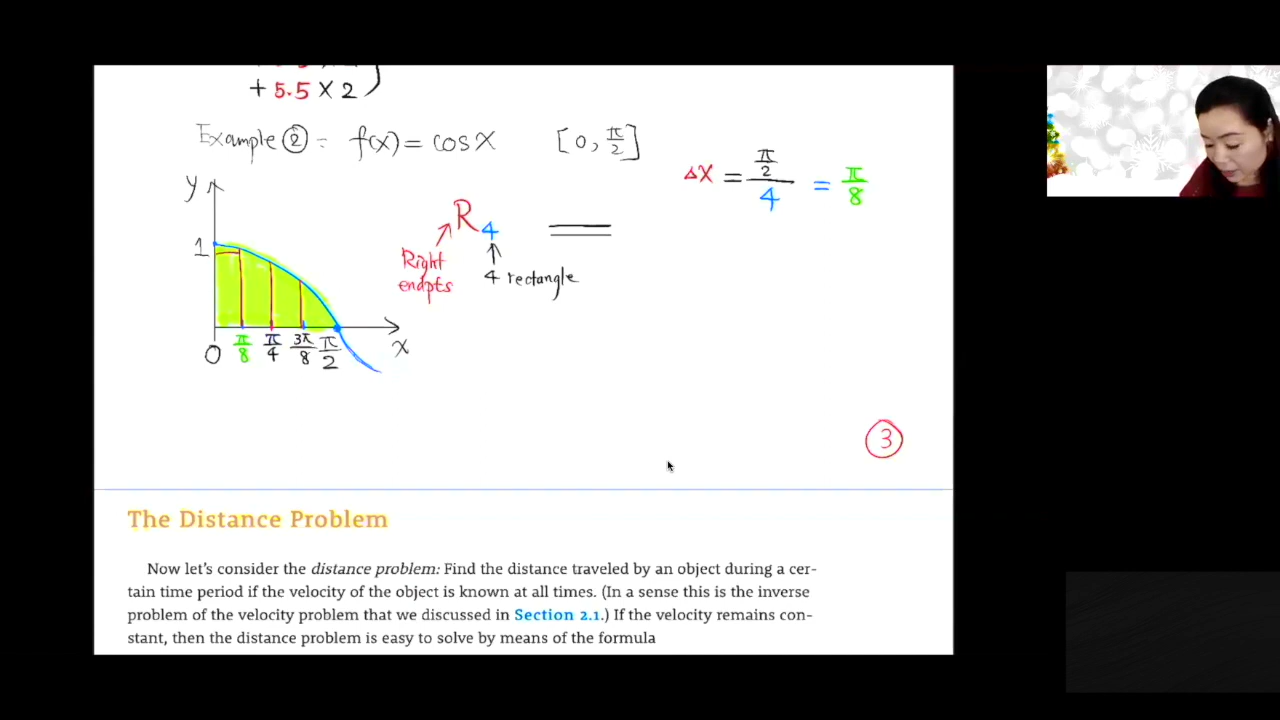 + 5.5 X 2
Example ② = f(x) = cos x [0, π/2]
Δx = π/2 / 4 = π/8
y
1
R 4
Right
endpts
4 rectangle
0 π/8 π/4 3π/8 π/2 x
3
The Distance Problem
Now let's consider the distance problem: Find the distance traveled by an object during a cer-
tain time period if the velocity of the object is known at all times. (In a sense this is the inverse
problem of the velocity problem that we discussed in Section 2.1.) If the velocity remains con-
stant, then the distance problem is easy to solve by means of the formula